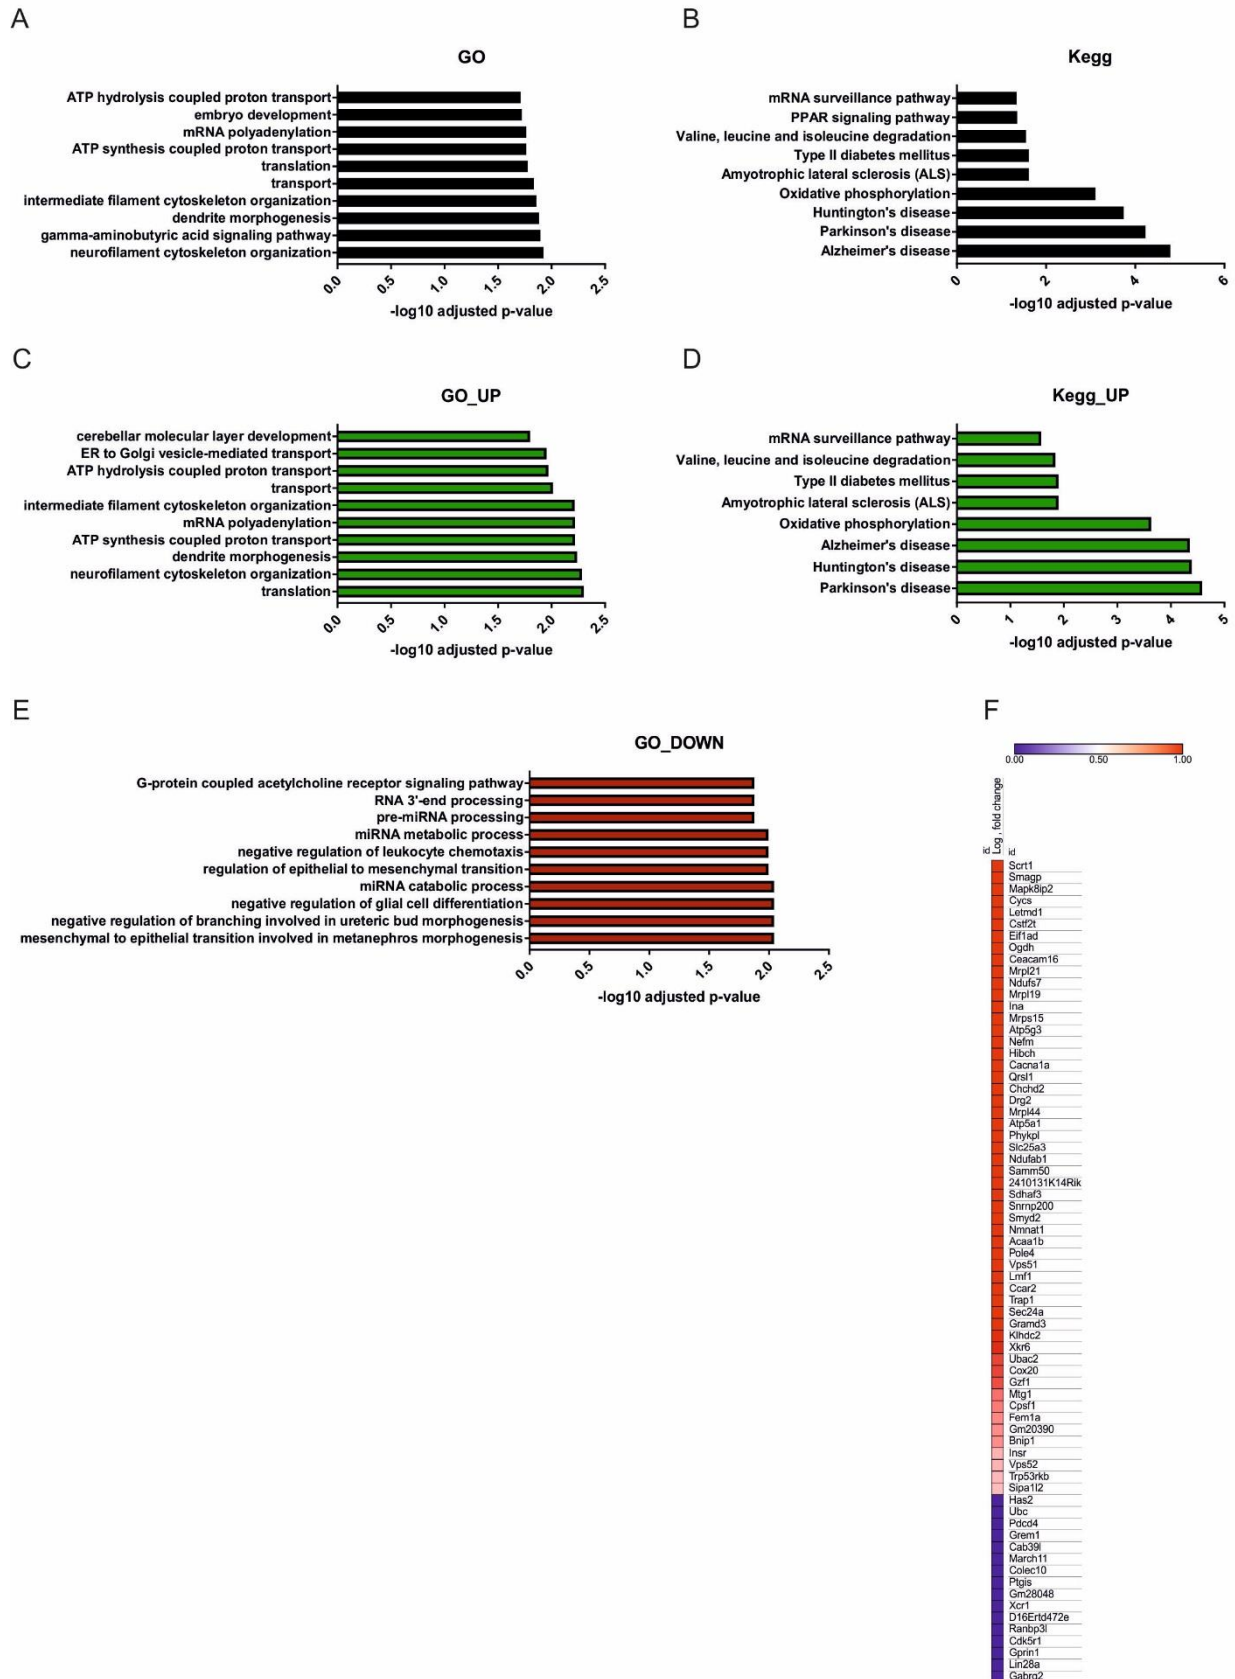 A
GO
ATP hydrolysis coupled proton transport
embryo development
mRNA polyadenylation
ATP synthesis coupled proton transport
translation
transport
intermediate filament cytoskeleton organization
dendrite morphogenesis
gamma-aminobutyric acid signaling pathway
neurofilament cytoskeleton organization
0.0 0.5 1.0 1.5 2.0 2.5
-log10 adjusted p-value
B
Kegg
mRNA surveillance pathway
PPAR signaling pathway
Valine, leucine and isoleucine degradation
Type II diabetes mellitus
Amyotrophic lateral sclerosis (ALS)
Oxidative phosphorylation
Huntington's disease
Parkinson's disease
Alzheimer's disease
0 2 4 6
-log10 adjusted p-value
C
GO_UP
cerebellar molecular layer development
ER to Golgi vesicle-mediated transport
ATP hydrolysis coupled proton transport
transport
intermediate filament cytoskeleton organization
mRNA polyadenylation
ATP synthesis coupled proton transport
dendrite morphogenesis
neurofilament cytoskeleton organization
translation
0.0 0.5 1.0 1.5 2.0 2.5
-log10 adjusted p-value
D
Kegg_UP
mRNA surveillance pathway
Valine, leucine and isoleucine degradation
Type II diabetes mellitus
Amyotrophic lateral sclerosis (ALS)
Oxidative phosphorylation
Alzheimer's disease
Huntington's disease
Parkinson's disease
0 1 2 3 4 5
-log10 adjusted p-value
E
GO_DOWN
G-protein coupled acetylcholine receptor signaling pathway
RNA 3'-end processing
pre-miRNA processing
miRNA metabolic process
negative regulation of leukocyte chemotaxis
regulation of epithelial to mesenchymal transition
miRNA catabolic process
negative regulation of glial cell differentiation
negative regulation of branching involved in ureteric bud morphogenesis
mesenchymal to epithelial transition involved in metanephros morphogenesis
0.0 0.5 1.0 1.5 2.0 2.5
-log10 adjusted p-value
F
0.00 0.50 1.00
id
Log , fold change
id
Scrt1
Smagp
Mapk8ip2
Cycs
Letmd1
Cstf2t
Eif1ad
Ogdh
Ceacam16
Mrpl21
Ndufs7
Mrpl19
Ina
Mrps15
Atp5g3
Nefm
Hibch
Cacna1a
Qrsl1
Chchd2
Drg2
Mrpl44
Atp5a1
Phykpl
Slc25a3
Ndufab1
Samm50
2410131K14Rik
Sdhaf3
Snrnp200
Smyd2
Nmnat1
Acaa1b
Pole4
Vps51
Lmf1
Ccar2
Trap1
Sec24a
Gramd3
Klhdc2
Xkr6
Ubac2
Cox20
Gzf1
Mtg1
Cpsf1
Fem1a
Gm20390
Bnip1
Insr
Vps52
Trp53rkb
Sipa1l2
Has2
Ubc
Pdcd4
Grem1
Cab39l
March11
Colec10
Ptgis
Gm28048
Xcr1
D16Ertd472e
Ranbp3l
Cdk5r1
Gprin1
Lin28a
Gabrg2